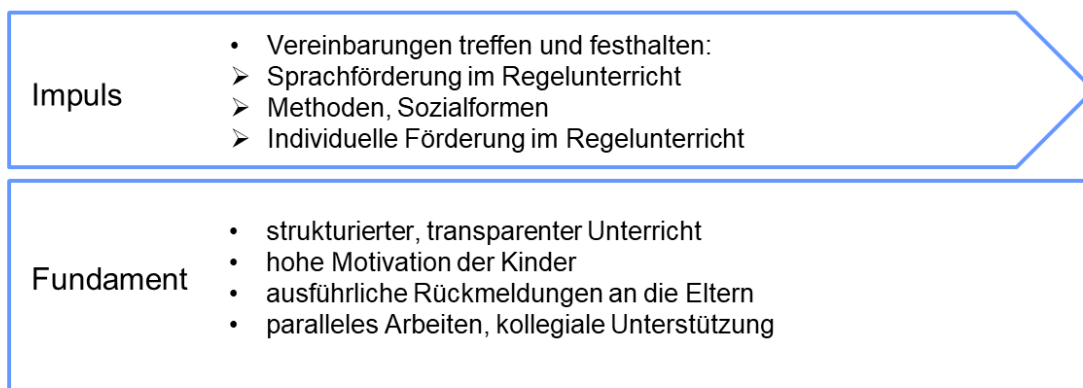 Impuls
• Vereinbarungen treffen und festhalten:
➢ Sprachförderung im Regelunterricht
➢ Methoden, Sozialformen
➢ Individuelle Förderung im Regelunterricht
Fundament
• strukturierter, transparenter Unterricht
• hohe Motivation der Kinder
• ausführliche Rückmeldungen an die Eltern
• paralleles Arbeiten, kollegiale Unterstützung